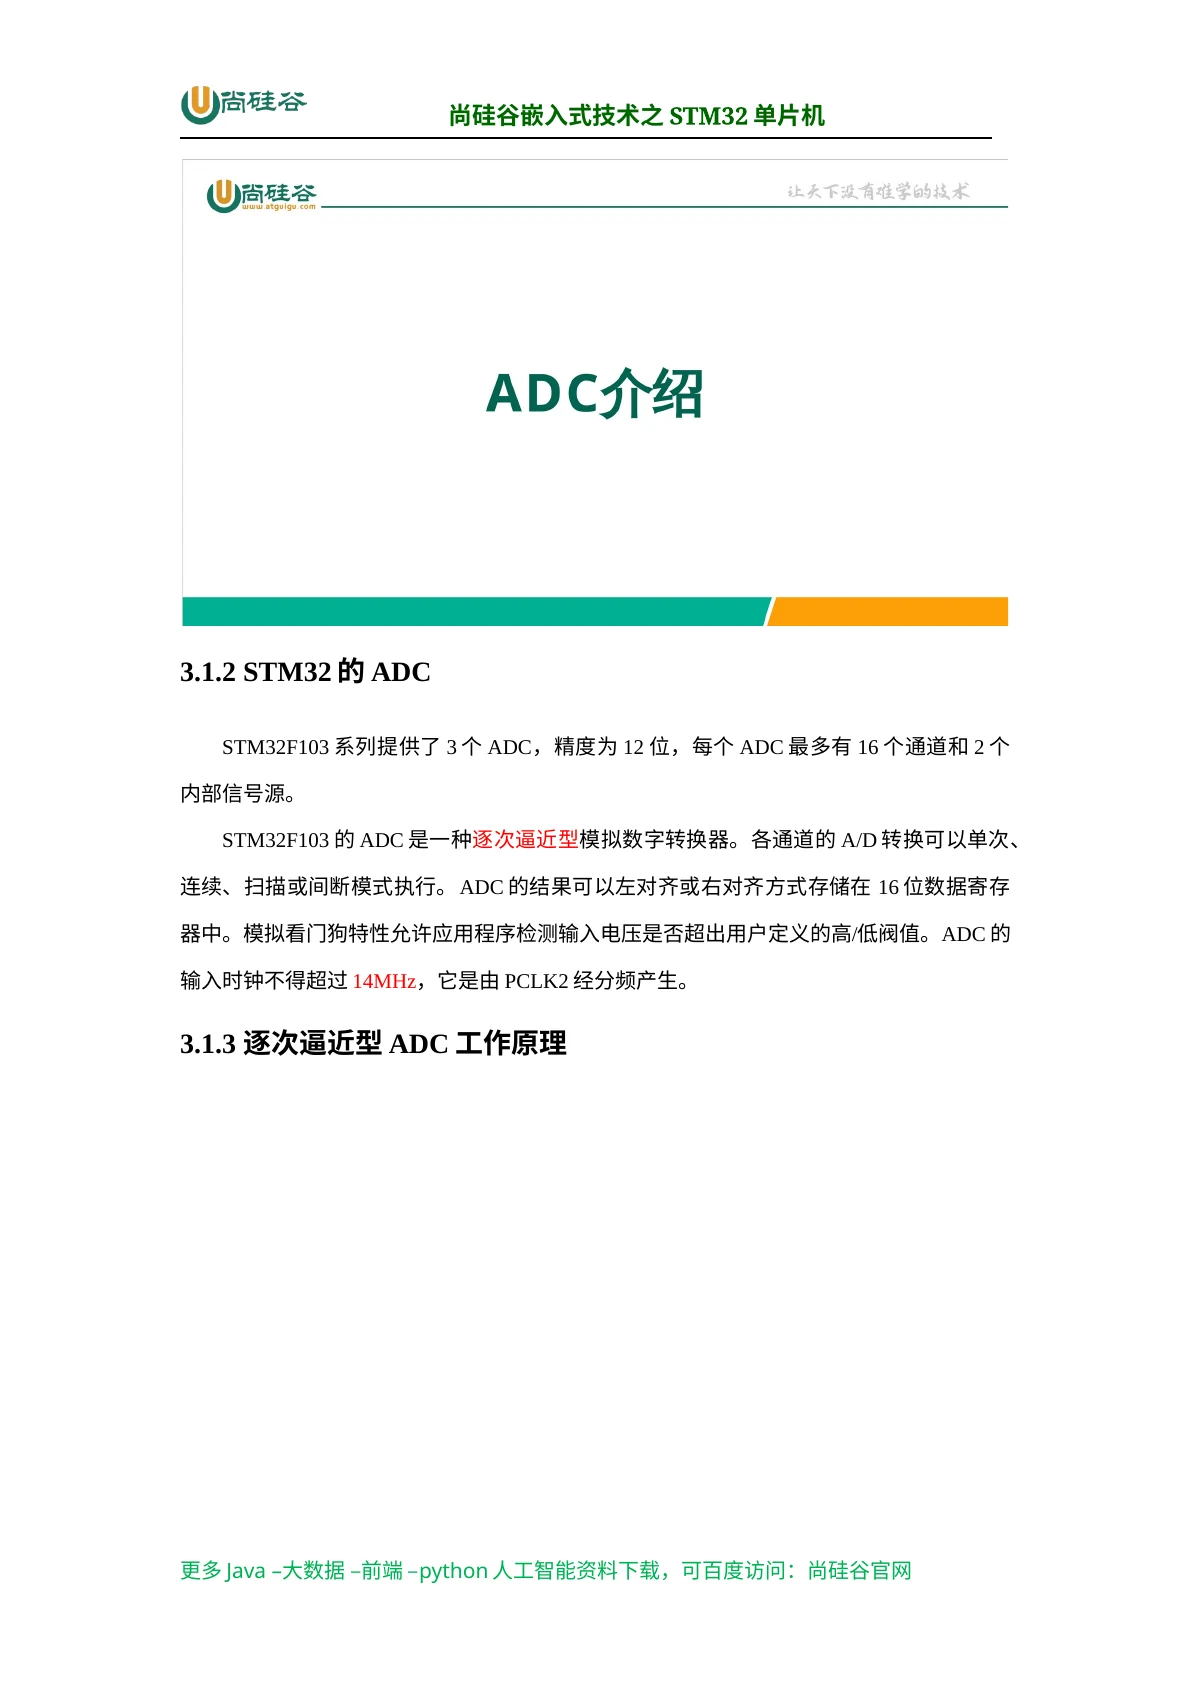 尚硅谷
尚硅谷嵌入式技术之 STM32 单片机
尚硅谷
www.atguigu.com
让天下没有难学的技术
ADC介绍
3.1.2 STM32 的 ADC
STM32F103 系列提供了 3 个 ADC，精度为 12 位，每个 ADC 最多有 16 个通道和 2 个
内部信号源。
STM32F103 的 ADC 是一种逐次逼近型模拟数字转换器。各通道的 A/D 转换可以单次、
连续、扫描或间断模式执行。ADC 的结果可以左对齐或右对齐方式存储在 16 位数据寄存
器中。模拟看门狗特性允许应用程序检测输入电压是否超出用户定义的高/低阀值。ADC 的
输入时钟不得超过 14MHz，它是由 PCLK2 经分频产生。
3.1.3 逐次逼近型 ADC 工作原理
更多 Java –大数据 –前端 –python 人工智能资料下载，可百度访问：尚硅谷官网